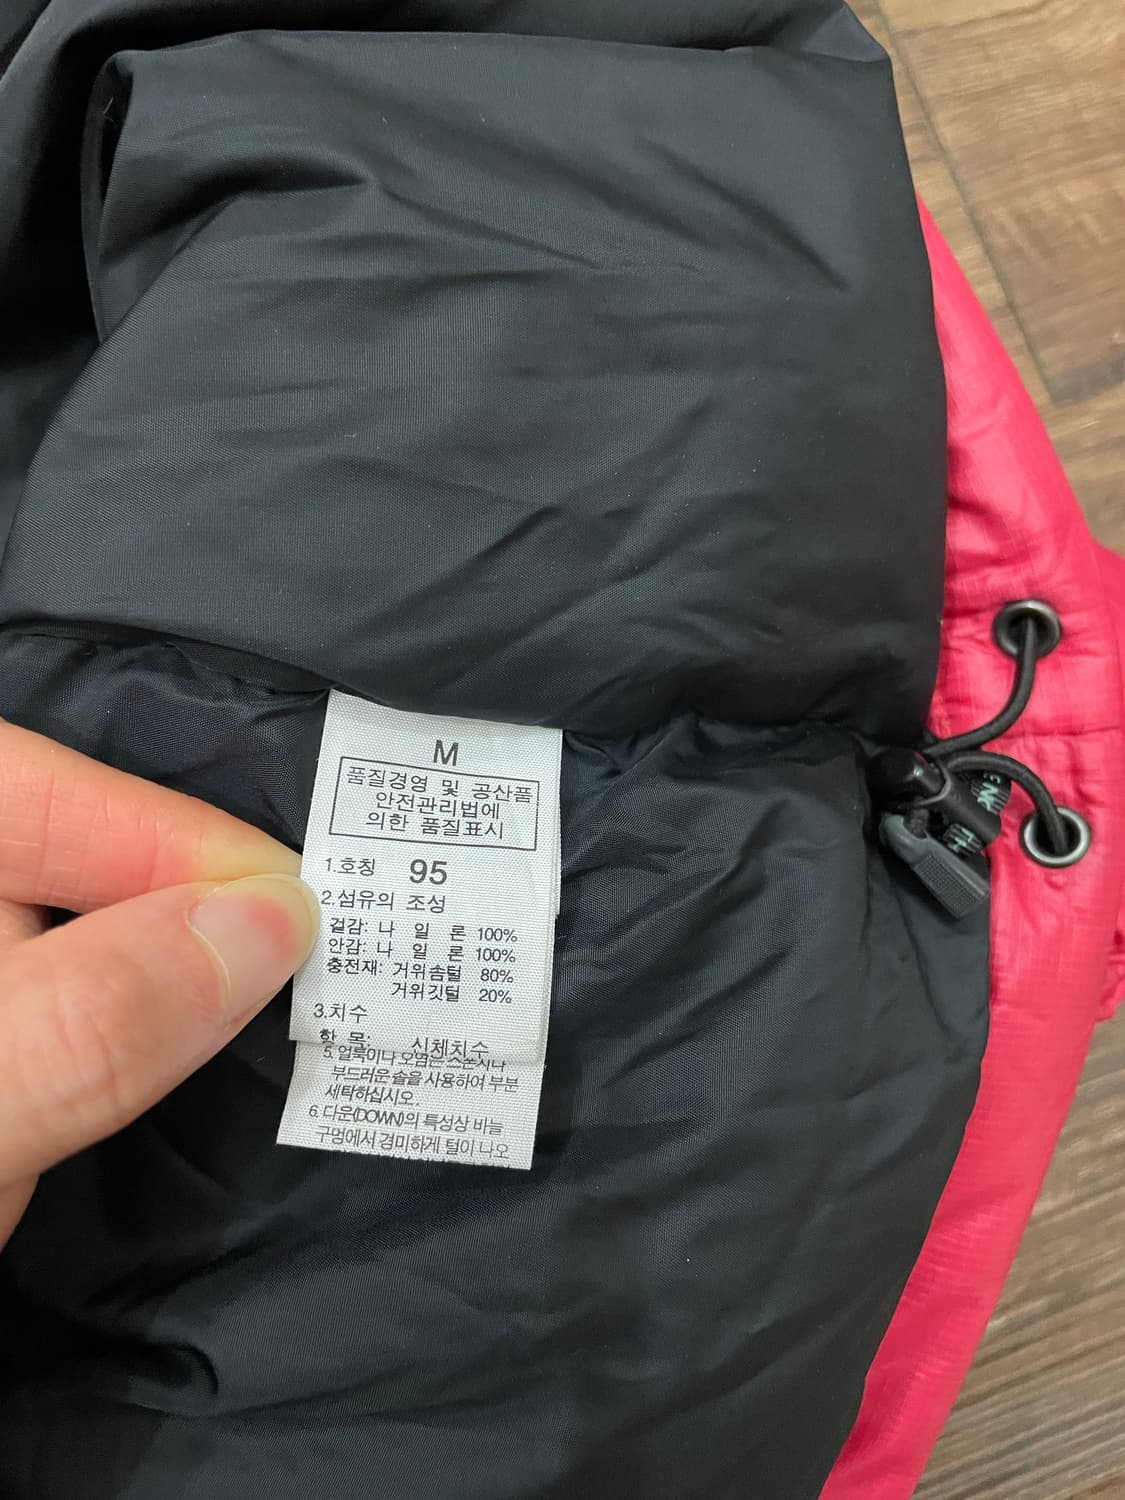 M
품질경영 및 공산품
안전관리법에
의한 품질표시
1.호칭 95
2.섬유의 조성
겉감: 나 일 론 100%
안감: 나 일 론 100%
충전재: 거위솜털 80%
거위깃털 20%
3.치수
항 목: 신체치수
5. 얼룩이나 오염은 스폰지나
부드러운 솔을 사용하여 부분
세탁하십시오.
6. 다운(DOWN)의 특성상 바늘
구멍에서 경미하게 털이 나오